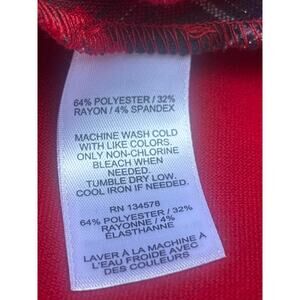 64% POLYESTER / 32%
RAYON / 4% SPANDEX
MACHINE WASH COLD
WITH LIKE COLORS.
ONLY NON-CHLORINE
BLEACH WHEN
NEEDED.
TUMBLE DRY LOW.
COOL IRON IF NEEDED.
RN 134578
64% POLYESTER / 32%
RAYONNE / 4%
ÉLASTHANNE
LAVER À LA MACHINE À
L'EAU FROIDE AVEC
DES COULEURS